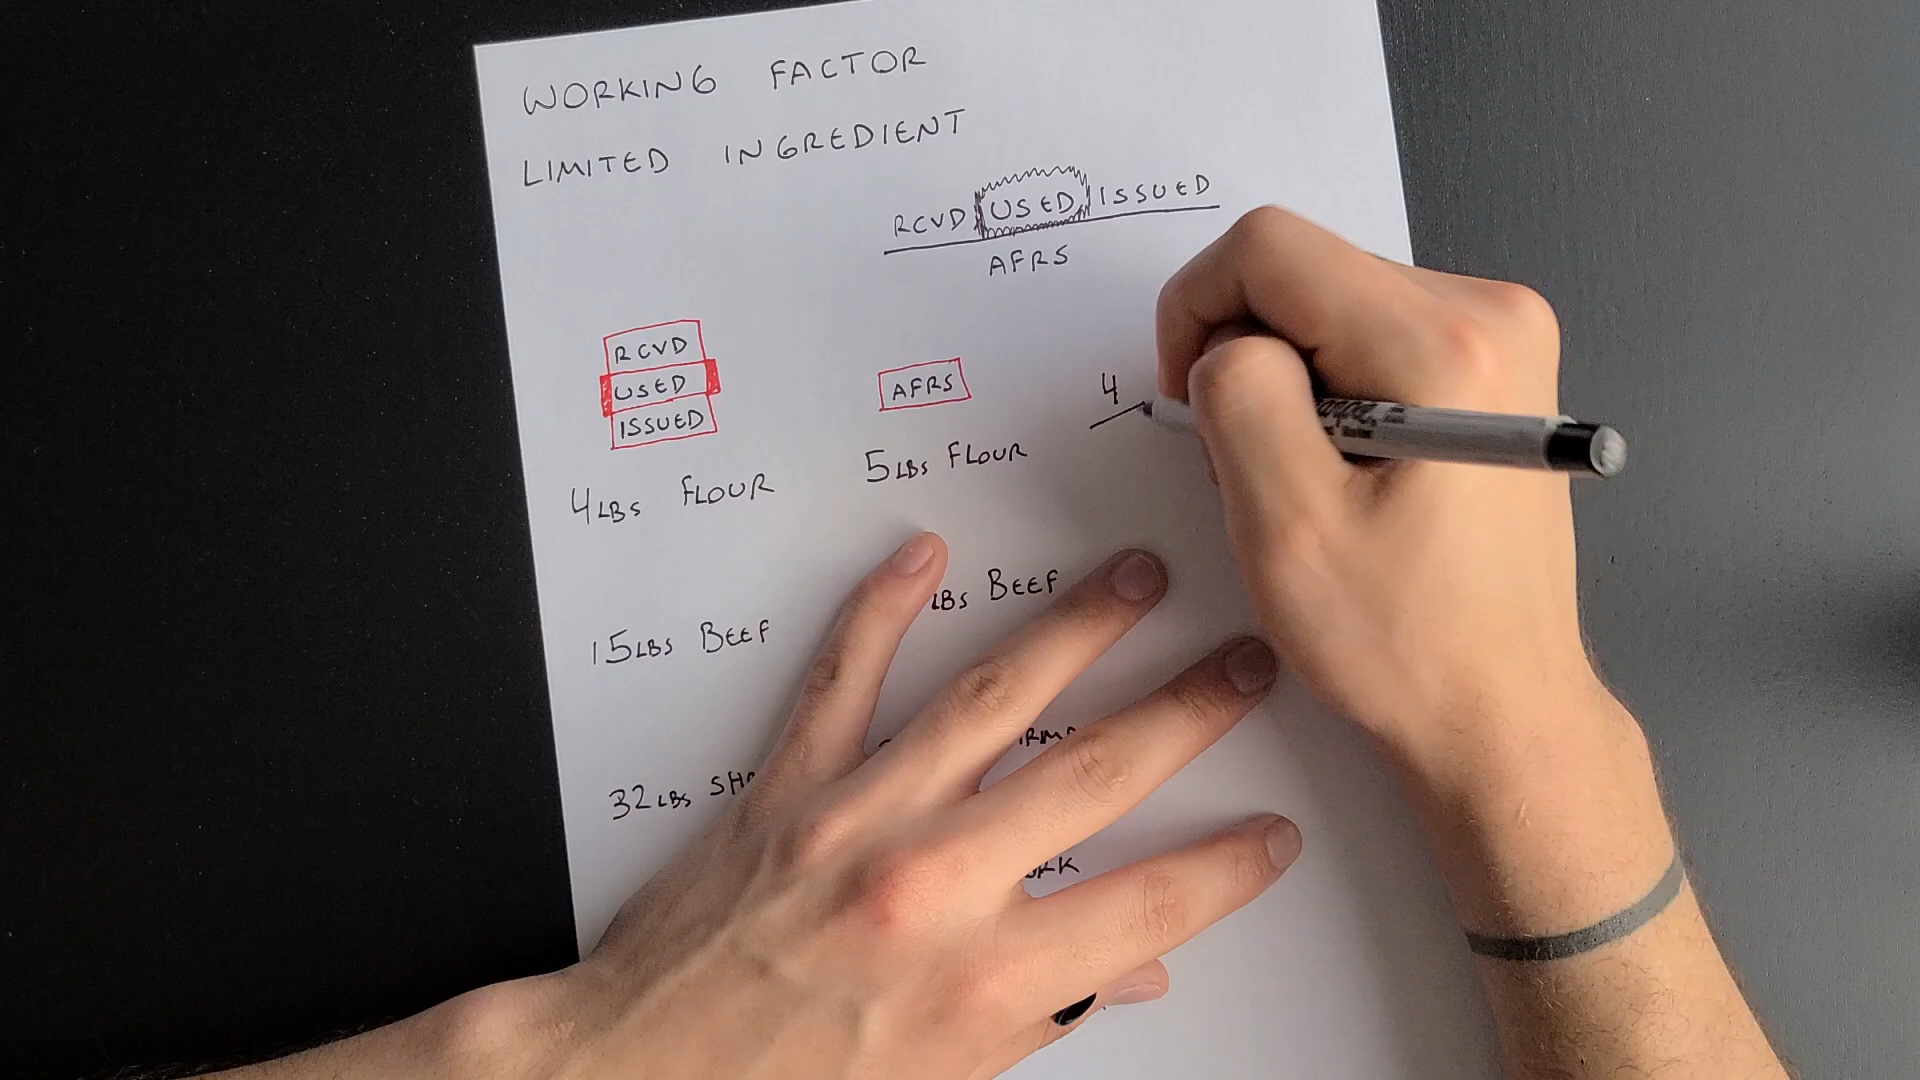 WORKING FACTOR
LIMITED INGREDIENT
RCVD USED ISSUED
AFRS
RCVD
USED
ISSUED
AFRS
4
4LBS FLOUR
5LBS FLOUR
15LBS BEEF
LBS BEEF
32LBS